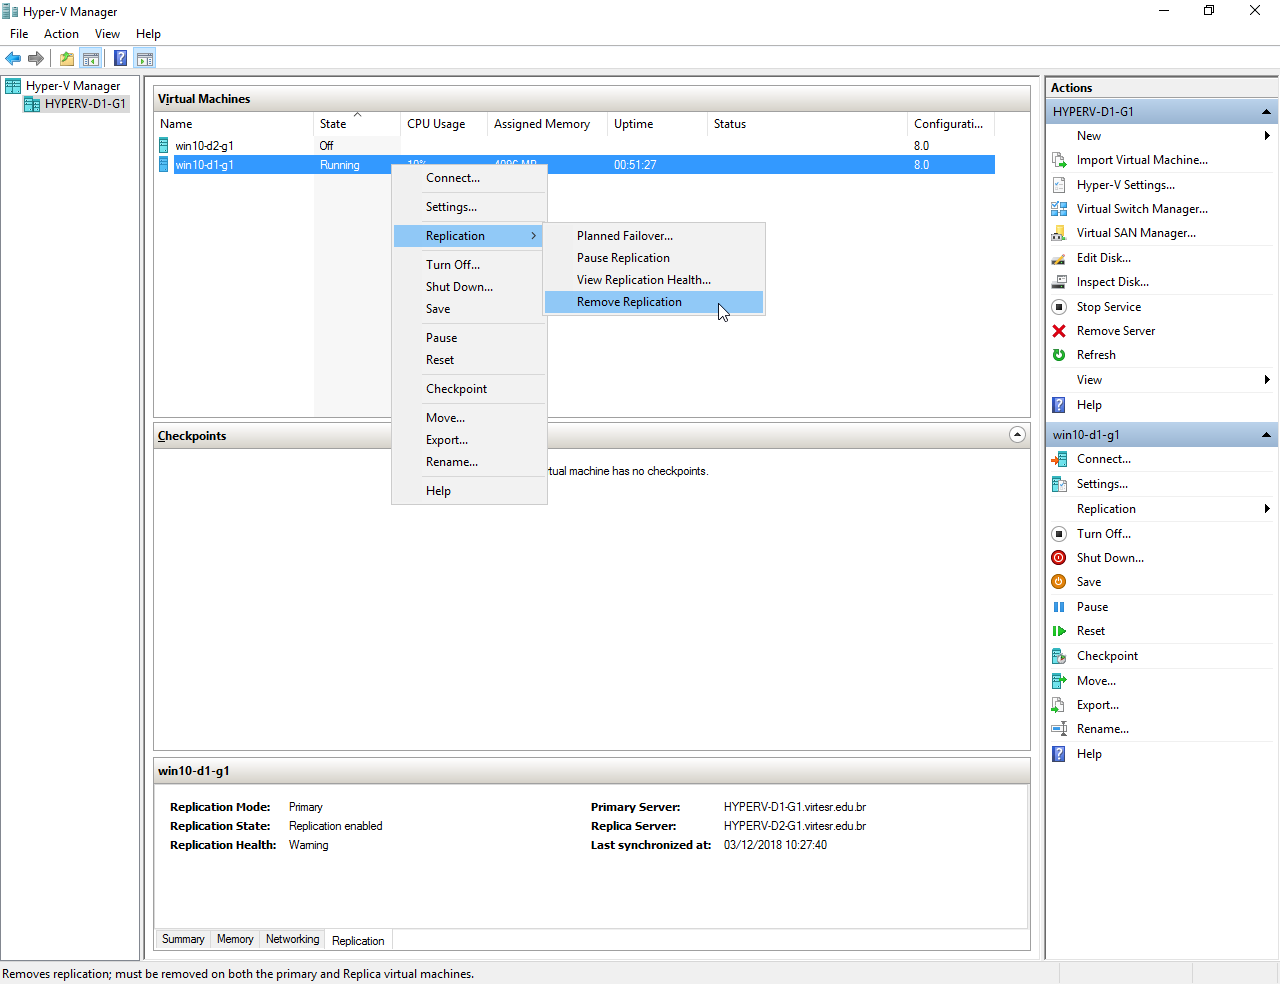 Hyper-V Manager
File Action View Help
Hyper-V Manager
HYPERV-D1-G1
Virtual Machines
Name State CPU Usage Assigned Memory Uptime Status Configurati...
win10-d2-g1 Off 8.0
win10-d1-g1 Running 00:51:27 8.0
Connect...
Settings...
Replication
Turn Off...
Shut Down...
Save
Pause
Reset
Checkpoint
Move...
Export...
Rename...
Help
Planned Failover...
Pause Replication
View Replication Health...
Remove Replication
Checkpoints
tual machine has no checkpoints.
win10-d1-g1
Replication Mode: Primary
Replication State: Replication enabled
Replication Health: Warning
Primary Server: HYPERV-D1-G1.virtesr.edu.br
Replica Server: HYPERV-D2-G1.virtesr.edu.br
Last synchronized at: 03/12/2018 10:27:40
Summary Memory Networking Replication
Actions
HYPERV-D1-G1
New
Import Virtual Machine...
Hyper-V Settings...
Virtual Switch Manager...
Virtual SAN Manager...
Edit Disk...
Inspect Disk...
Stop Service
Remove Server
Refresh
View
Help
win10-d1-g1
Connect...
Settings...
Replication
Turn Off...
Shut Down...
Save
Pause
Reset
Checkpoint
Move...
Export...
Rename...
Help
Removes replication; must be removed on both the primary and Replica virtual machines.